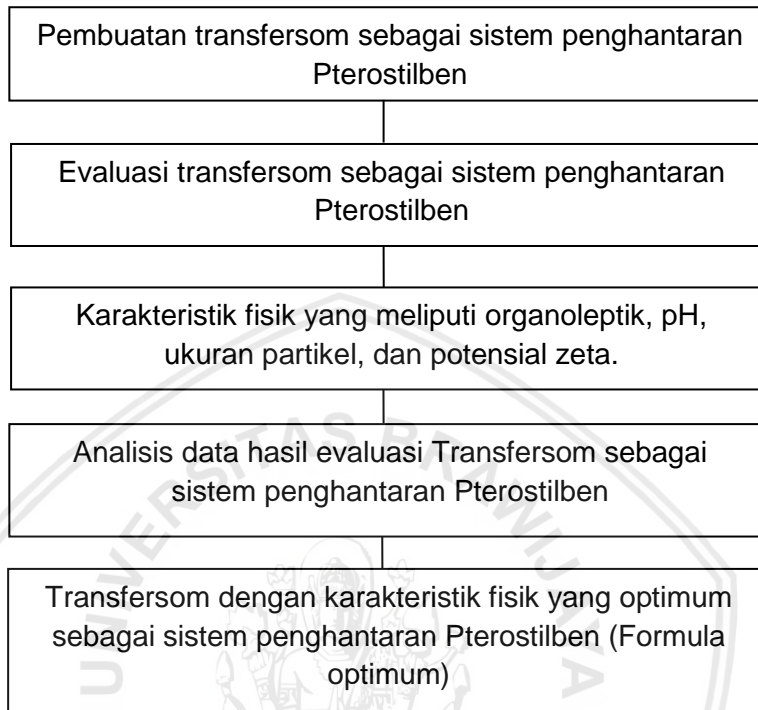 Pembuatan transfersom sebagai sistem penghantaran
Pterostilben
Evaluasi transfersom sebagai sistem penghantaran
Pterostilben
Karakteristik fisik yang meliputi organoleptik, pH,
ukuran partikel, dan potensial zeta.
Analisis data hasil evaluasi Transfersom sebagai
sistem penghantaran Pterostilben
Transfersom dengan karakteristik fisik yang optimum
sebagai sistem penghantaran Pterostilben (Formula
optimum)
UNIVERSITAS BRAWIJAYA